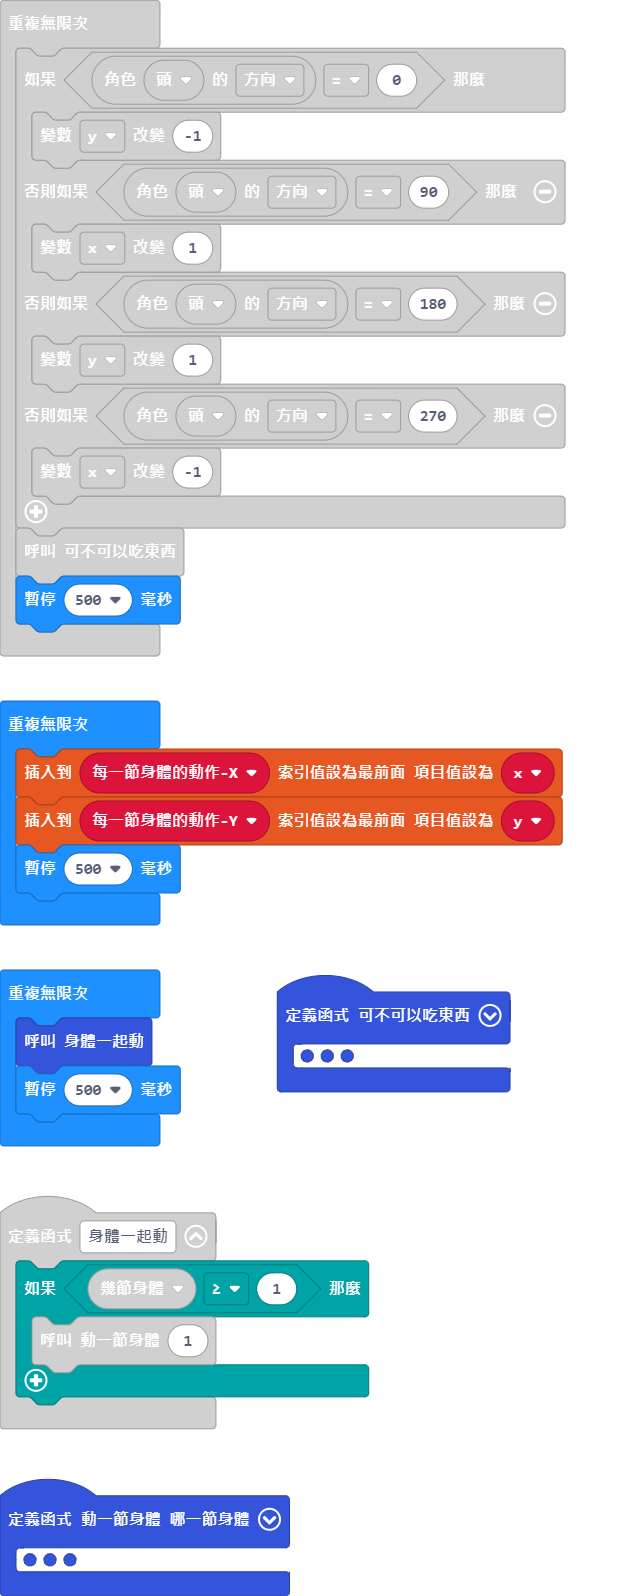 重複無限次
如果 角色 頭 的 方向 = 0 那麼
變數 y 改變 -1
否則如果 角色 頭 的 方向 = 90 那麼
變數 x 改變 1
否則如果 角色 頭 的 方向 = 180 那麼
變數 y 改變 1
否則如果 角色 頭 的 方向 = 270 那麼
變數 x 改變 -1
呼叫 可不可以吃東西
暫停 500 毫秒
重複無限次
插入到 每一節身體的動作-X 索引值設為最前面 項目值設為 x
插入到 每一節身體的動作-Y 索引值設為最前面 項目值設為 y
暫停 500 毫秒
重複無限次
呼叫 身體一起動
暫停 500 毫秒
定義函式 可不可以吃東西
定義函式 身體一起動
如果 幾節身體 ≥ 1 那麼
呼叫 動一節身體 1
定義函式 動一節身體 哪一節身體